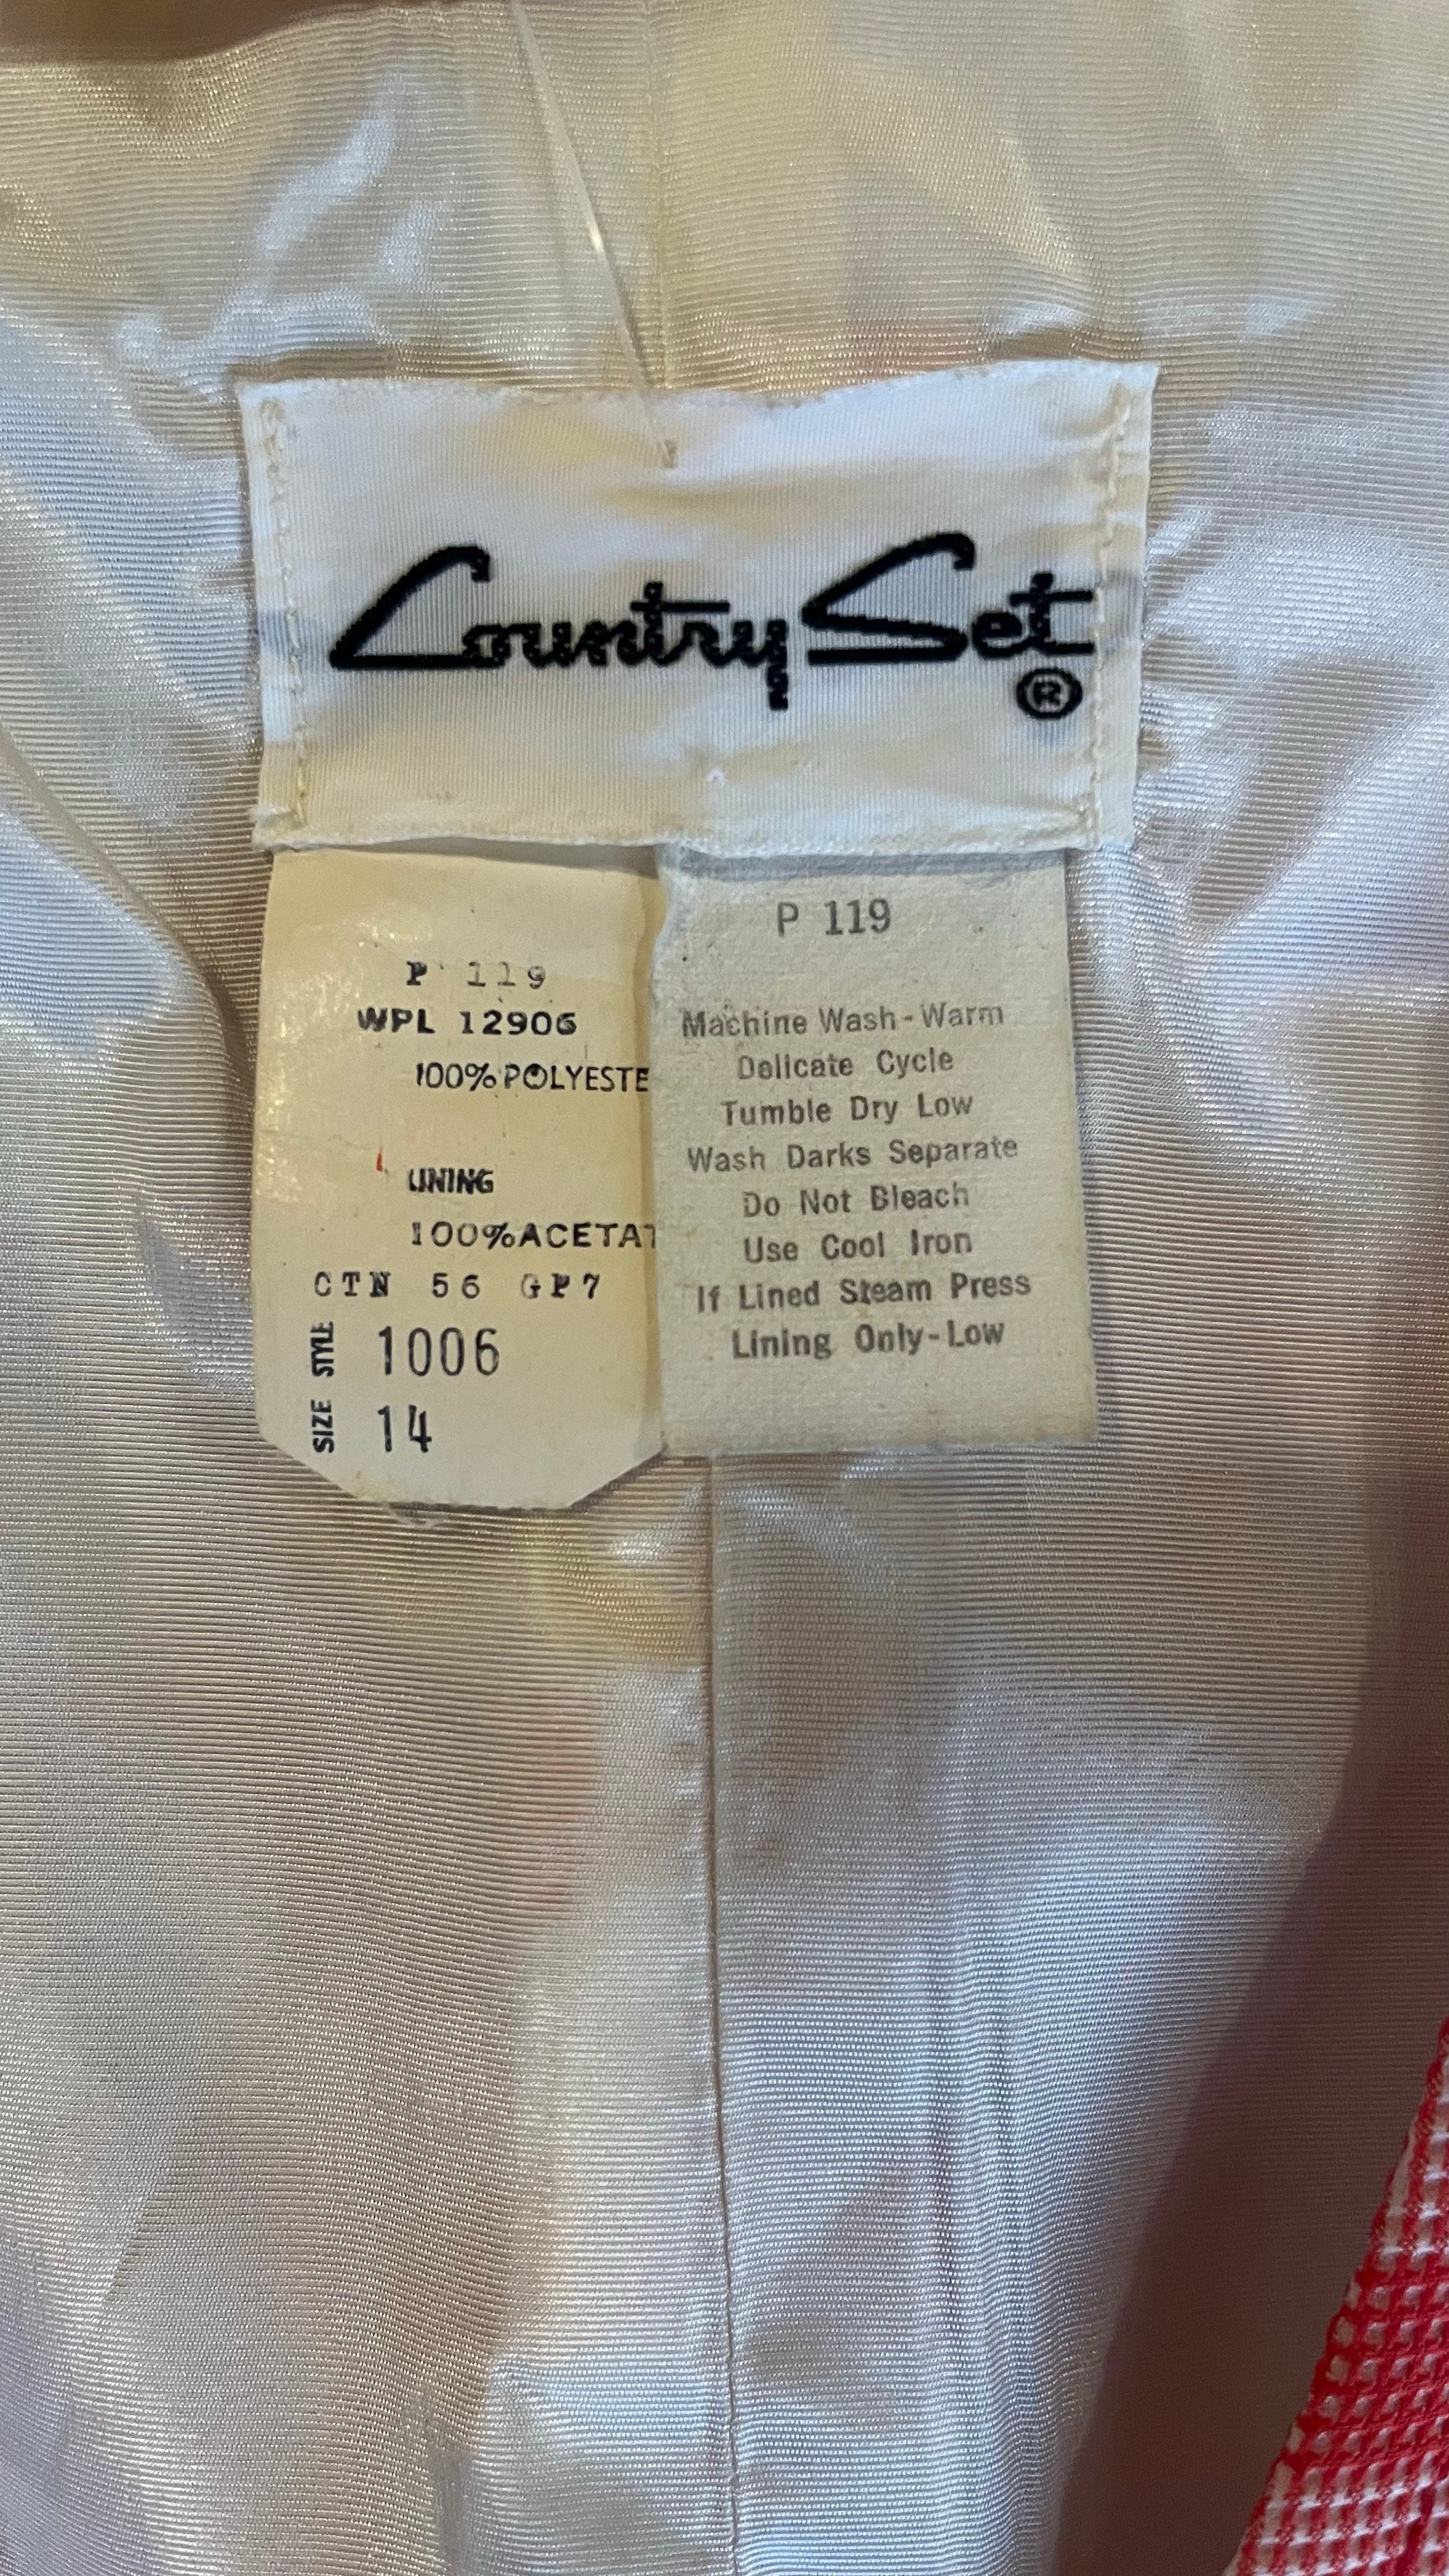 Country Set
®
P 119
WPL 12906
100% POLYESTE
LINING
100% ACETAT
CTN 56 GP7
STYLE 1006
SIZE 14
P 119
Machine Wash-Warm
Delicate Cycle
Tumble Dry Low
Wash Darks Separate
Do Not Bleach
Use Cool Iron
If Lined Steam Press
Lining Only-Low